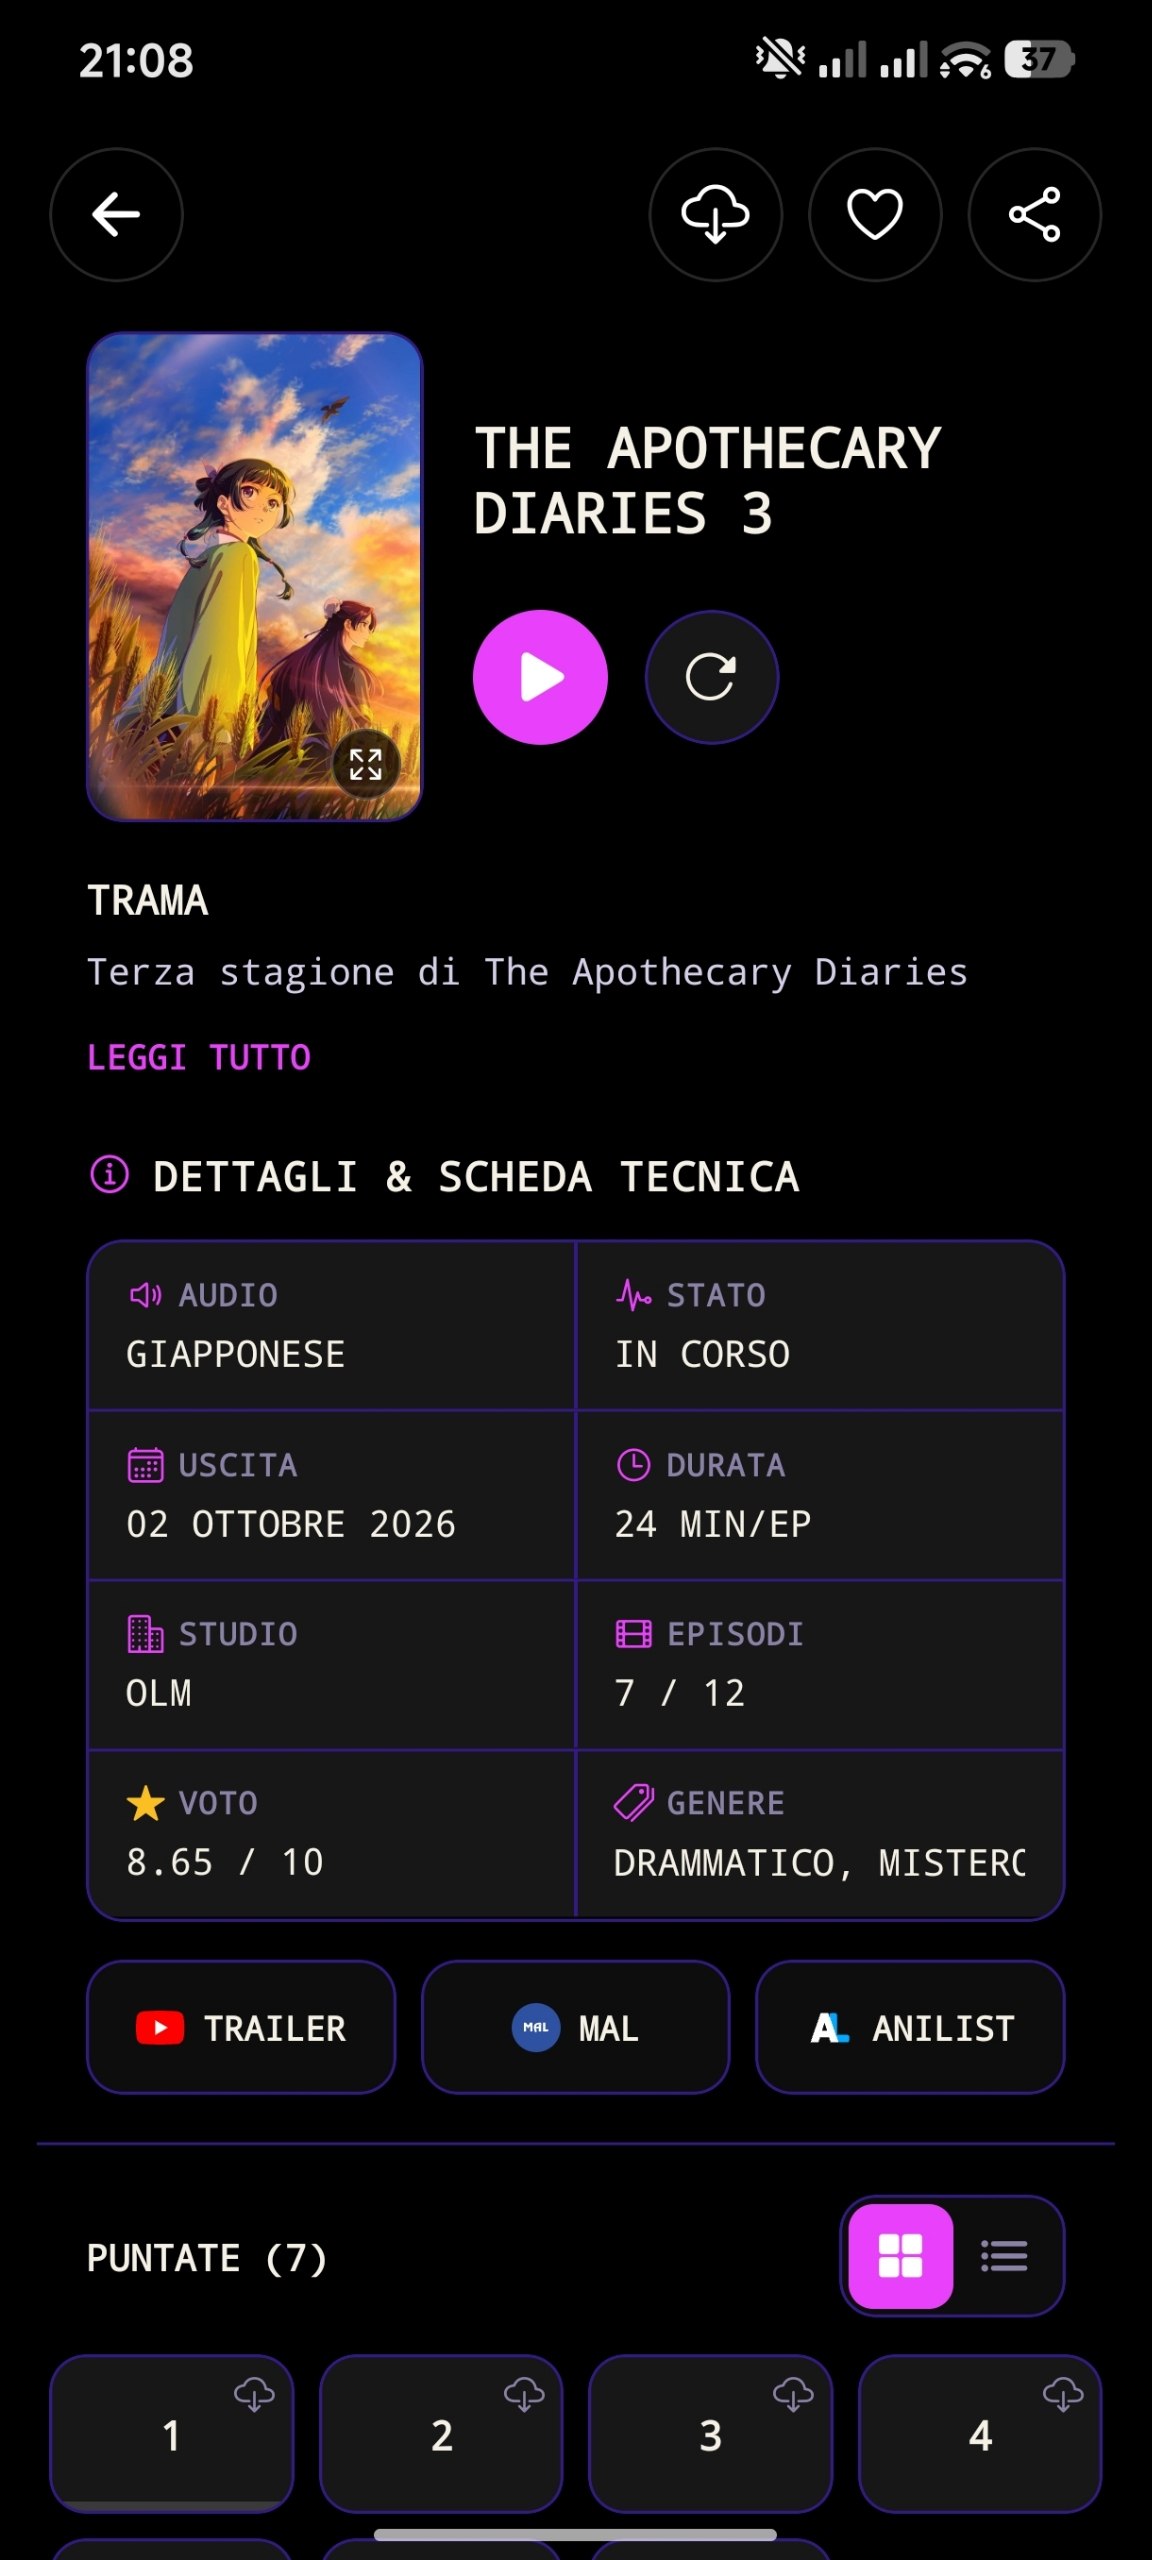 21:08
6
37
THE APOTHECARY
DIARIES 3
TRAMA
Terza stagione di The Apothecary Diaries
LEGGI TUTTO
DETTAGLI & SCHEDA TECNICA
AUDIO
GIAPPONESE
STATO
IN CORSO
USCITA
02 OTTOBRE 2026
DURATA
24 MIN/EP
STUDIO
OLM
EPISODI
7 / 12
VOTO
8.65 / 10
GENERE
DRAMMATICO, MISTERO
TRAILER
MAL
MAL
AL
ANILIST
PUNTATE (7)
1
2
3
4